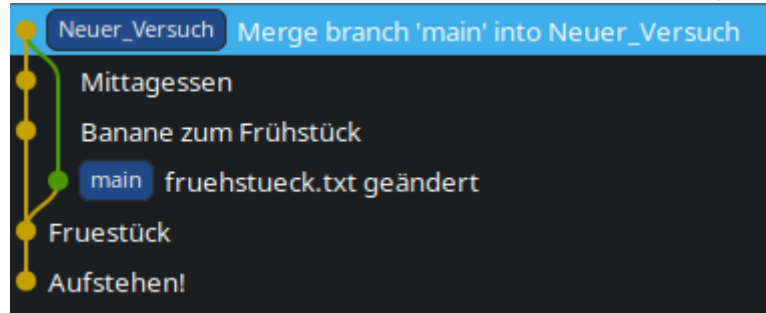 Neuer_Versuch Merge branch 'main' into Neuer_Versuch
Mittagessen
Banane zum Frühstück
main fruehstueck.txt geändert
Fruestück
Aufstehen!